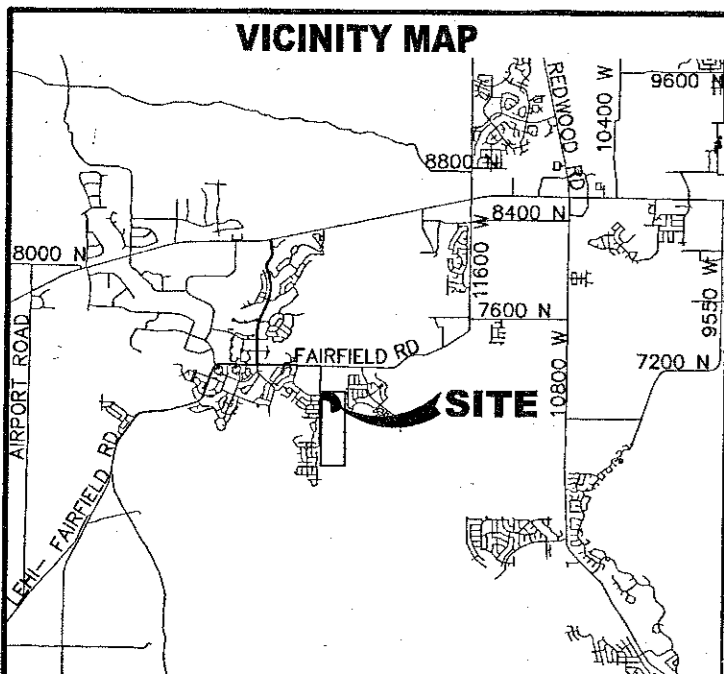 VICINITY MAP
REDWOOD RD
10400 W
9600 N
8800 N
8400 N
8000 N
11600 W
7600 N
9550 W
FAIRFIELD RD
7200 N
10800 W
SITE
AIRPORT ROAD
LEHI- FAIRFIELD RD